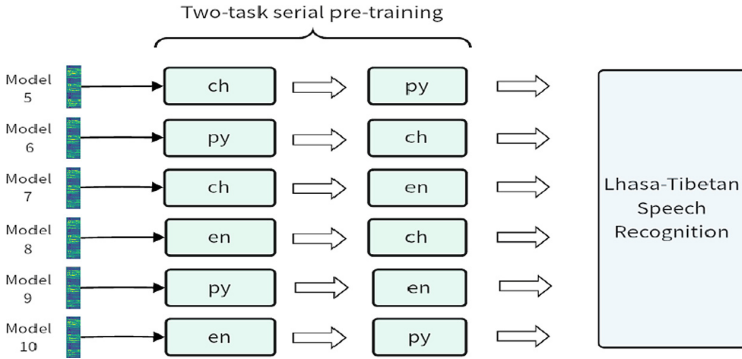 Two-task serial pre-training
Model
5
ch
py
Model
6
py
ch
Model
7
ch
en
Model
8
en
ch
Model
9
py
en
Model
10
en
py
Lhasa-Tibetan
Speech
Recognition